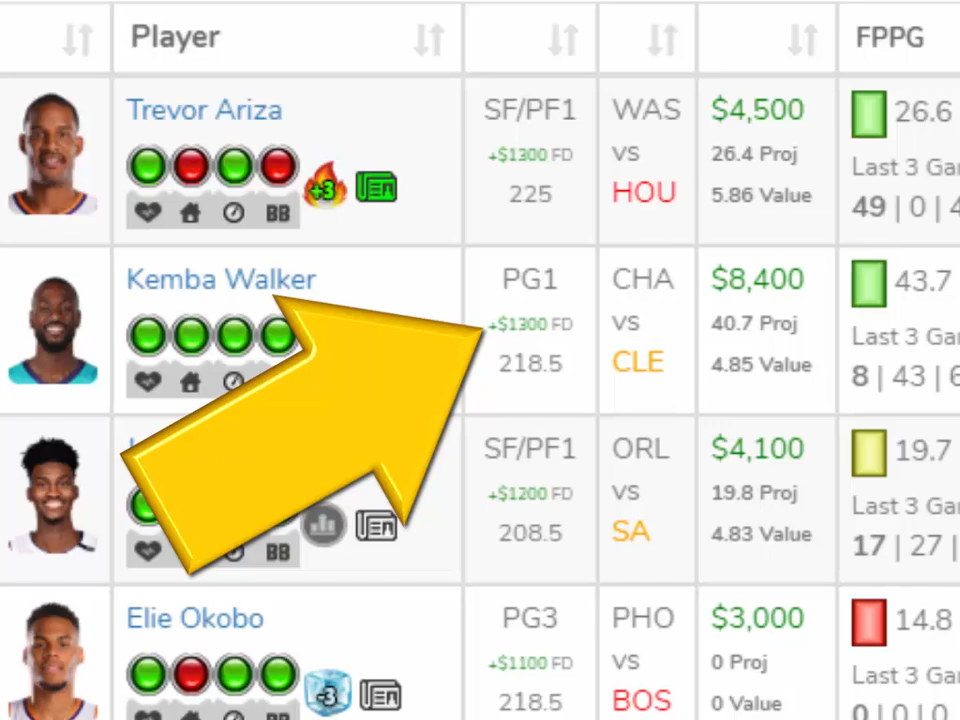 Player
FPPG
Trevor Ariza
SF/PF1
WAS
$4,500
26.6
+$1300 FD
VS
26.4 Proj
Last 3 Ga
+3
225
HOU
5.86 Value
49 | 0 | 4
BB
Kemba Walker
PG1
CHA
$8,400
43.7
+$1300 FD
VS
40.7 Proj
Last 3 Ga
218.5
CLE
4.85 Value
8 | 43 | 6
SF/PF1
ORL
$4,100
19.7
+$1200 FD
VS
19.8 Proj
Last 3 Ga
208.5
SA
4.83 Value
17 | 27 |
BB
Elie Okobo
PG3
PHO
$3,000
14.8
+$1100 FD
VS
0 Proj
Last 3 Ga
-3
218.5
BOS
0 Value
0 | 0 | 0